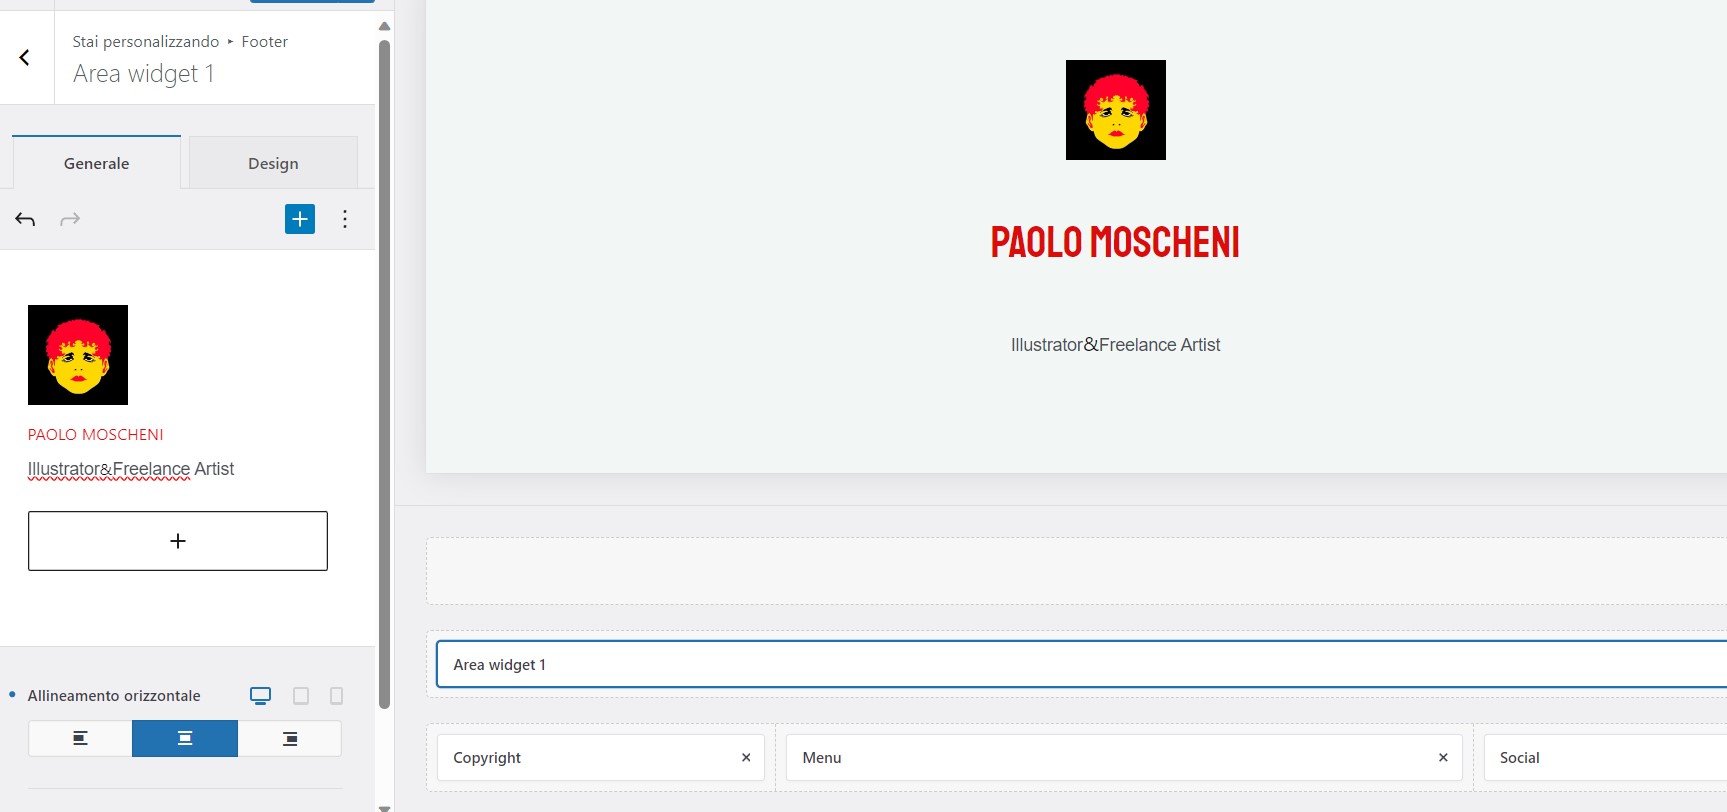 Stai personalizzando ▸ Footer
Area widget 1
Generale
Design
PAOLO MOSCHENI
Illustrator&Freelance Artist
Allineamento orizzontale
PAOLO MOSCHENI
Illustrator&Freelance Artist
Area widget 1
Copyright
Menu
Social